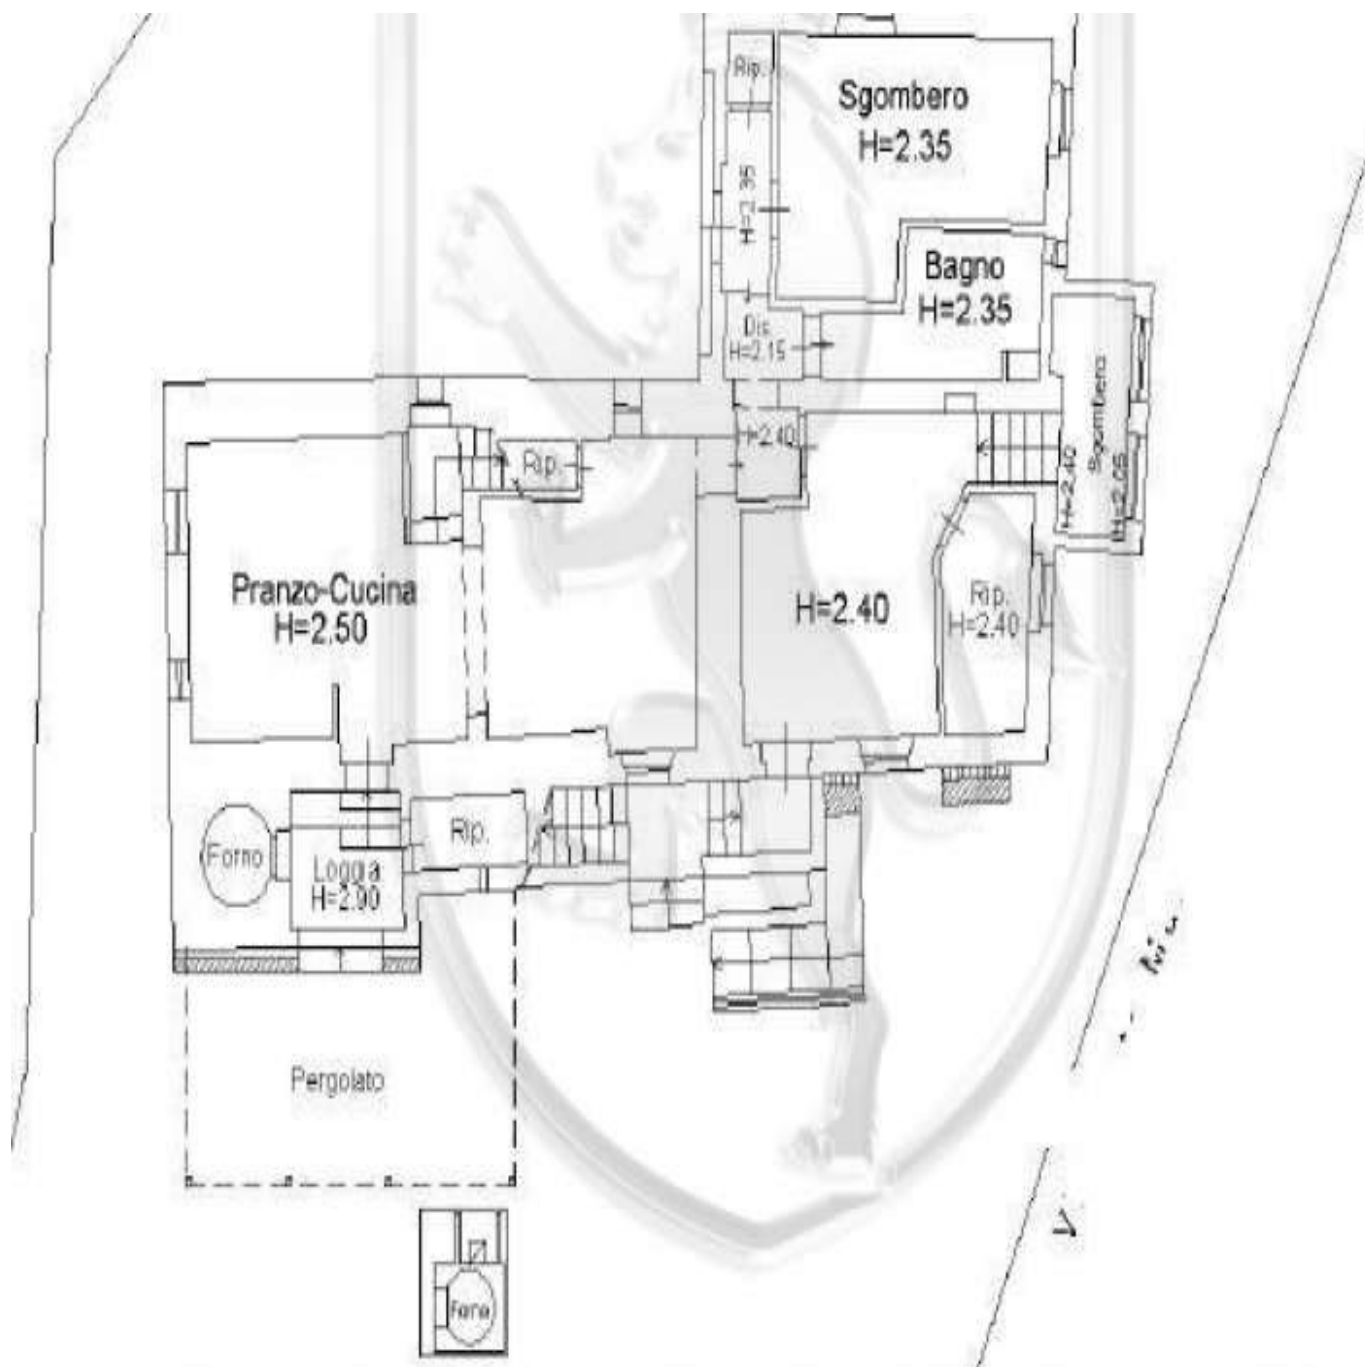 Rip.
Sgombero
H=2.35
H=2.35
Bagno
H=2.35
Dis.
H=2.15
H=2.40
Sgombero
H=2.40
H=2.05
Rip.
Pranzo-Cucina
H=2.50
H=2.40
Rip.
H=2.40
Rip.
Forno
Loggia
H=2.90
Pergolato
Forno
V.